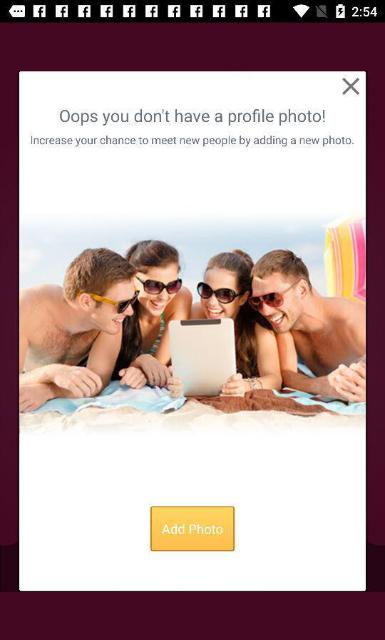 2:54
Oops you don't have a profile photo!
Increase your chance to meet new people by adding a new photo.
Add Photo